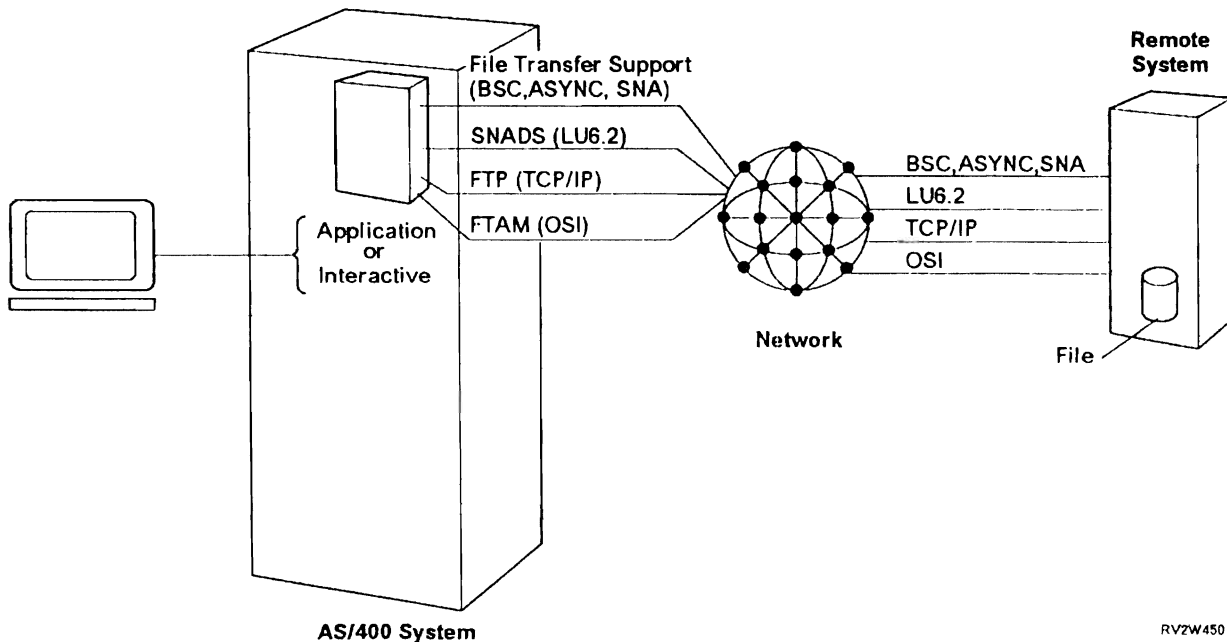 File Transfer Support
(BSC,ASYNC, SNA)
SNADS (LU6.2)
FTP (TCP/IP)
FTAM (OSI)
Application
or
Interactive
AS/400 System
Network
Remote
System
BSC,ASYNC,SNA
LU6.2
TCP/IP
OSI
File
RV2W450